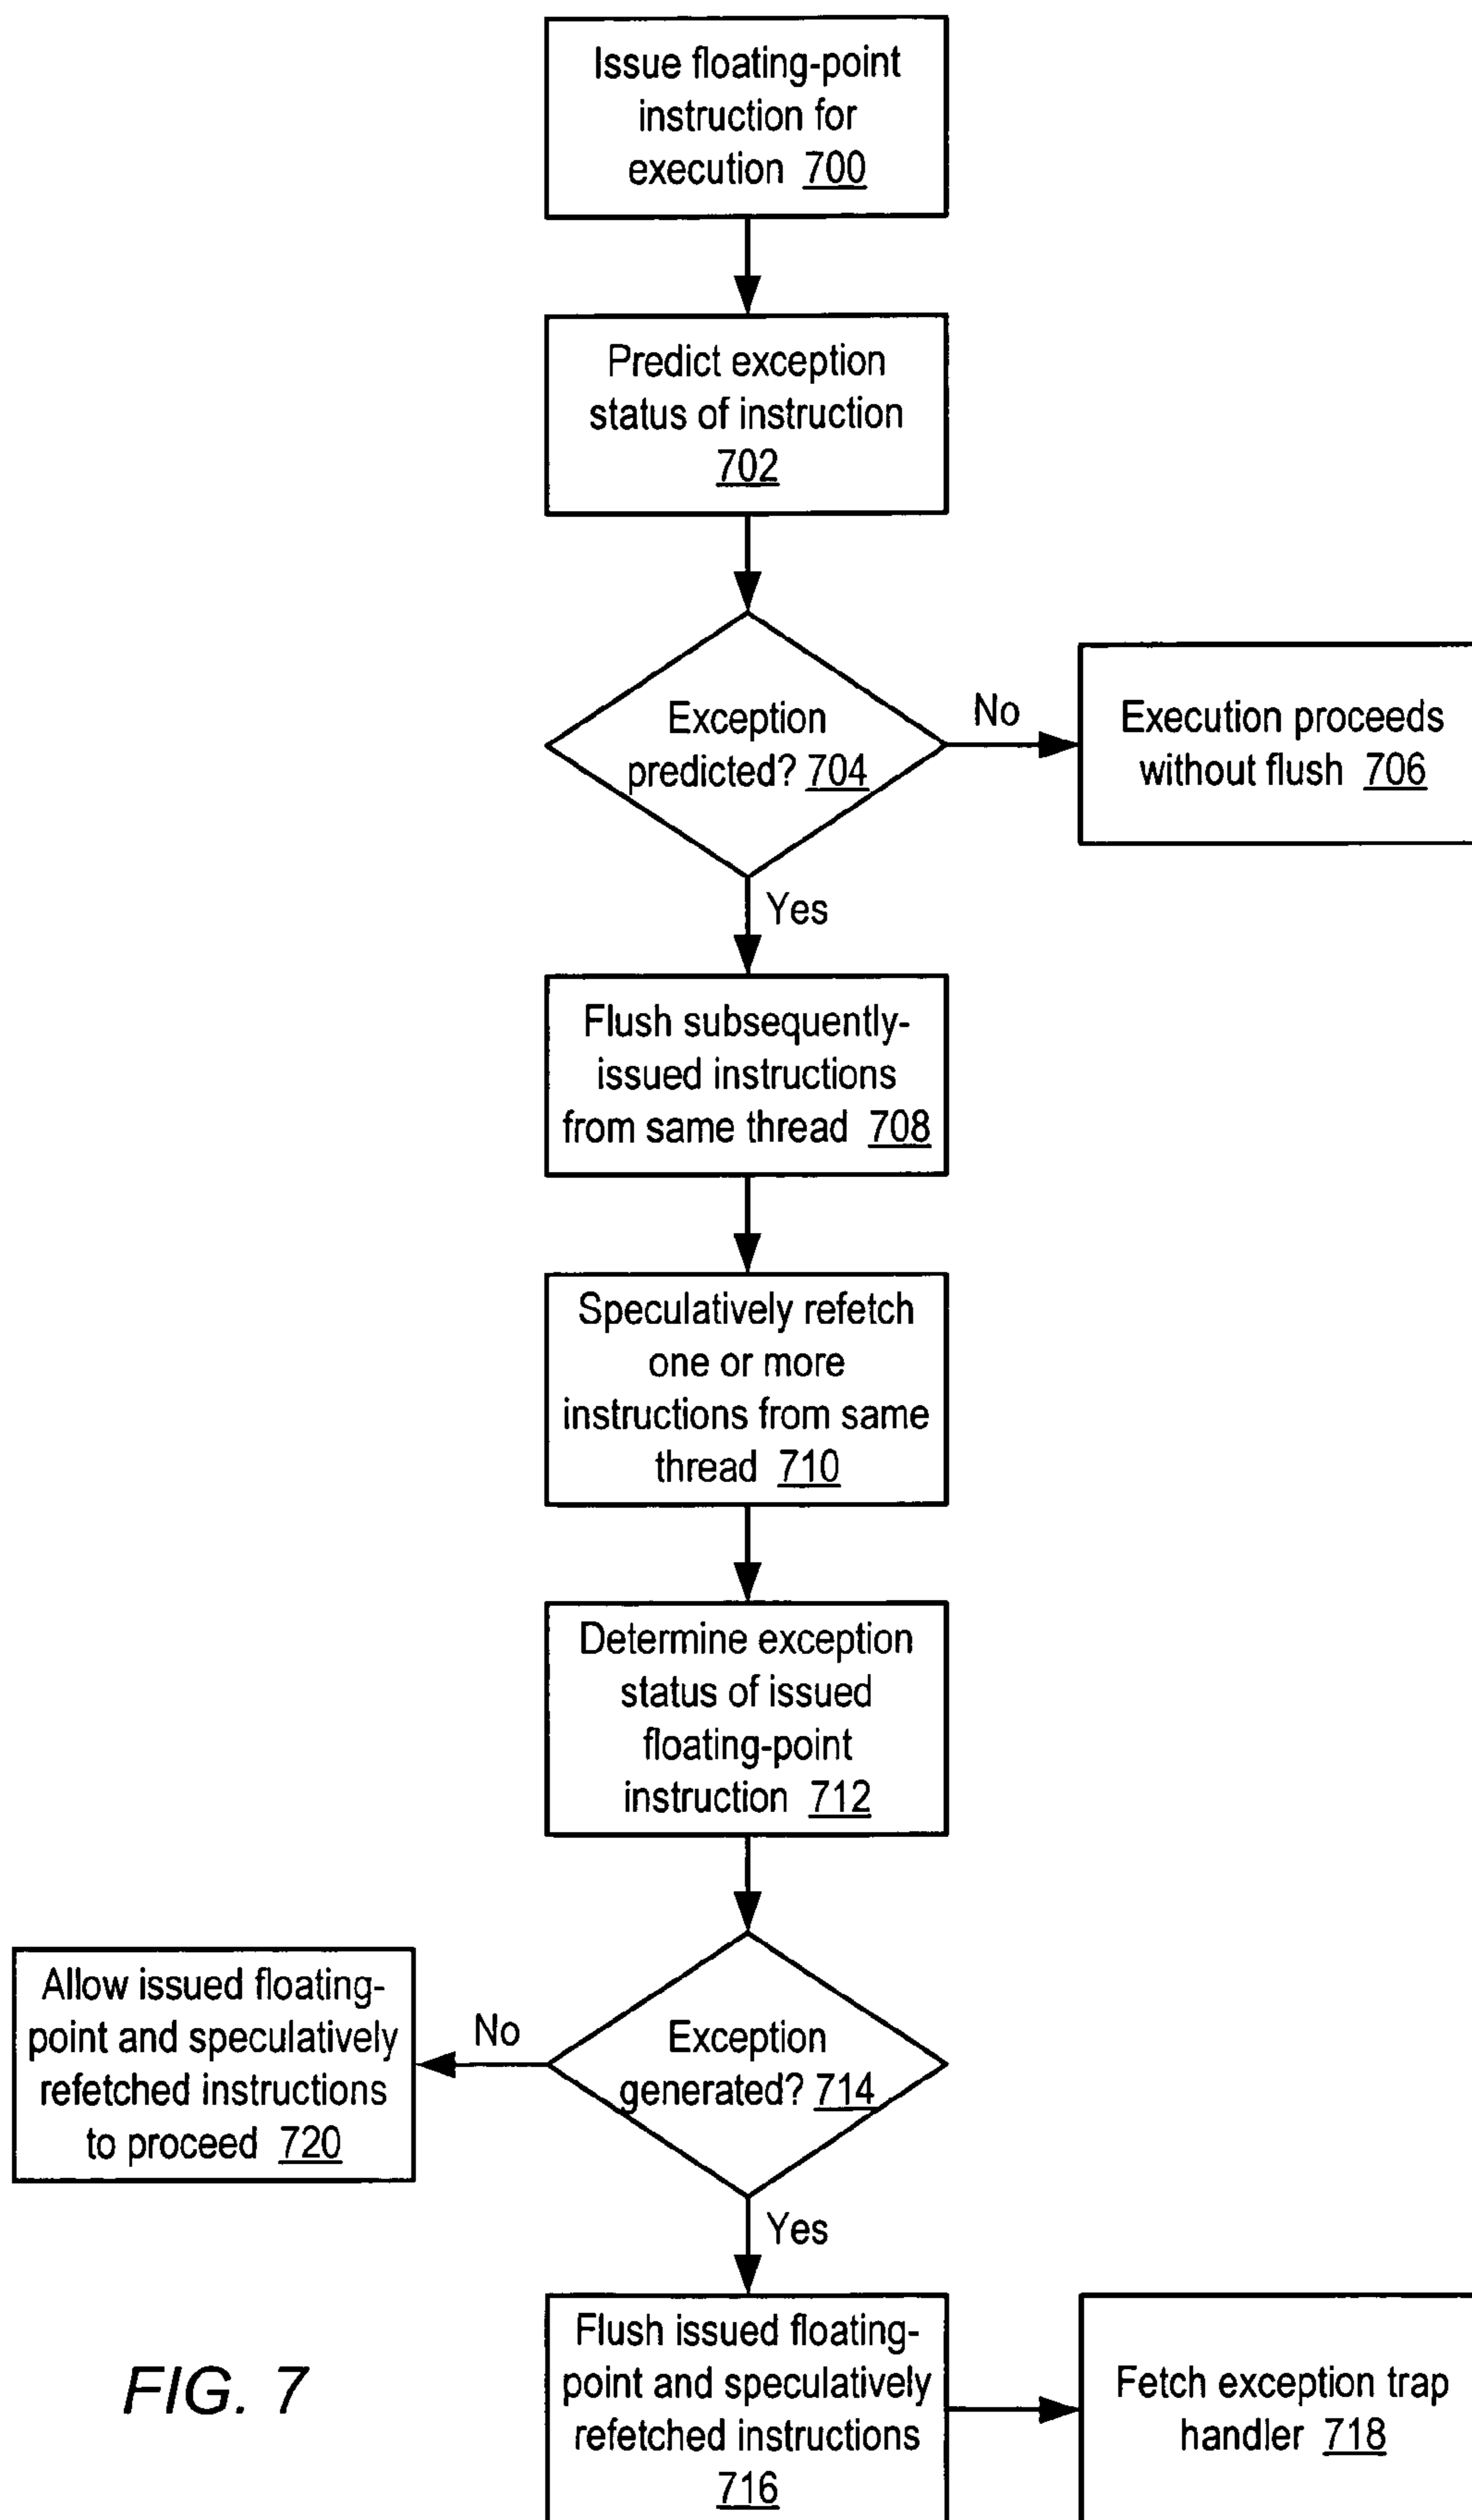 Issue floating-point
instruction for
execution 700
Predict exception
status of instruction
702
Exception
predicted? 704
No
Execution proceeds
without flush 706
Yes
Flush subsequently-
issued instructions
from same thread 708
Speculatively refetch
one or more
instructions from same
thread 710
Determine exception
status of issued
floating-point
instruction 712
Exception
generated? 714
No
Allow issued floating-
point and speculatively
refetched instructions
to proceed 720
Yes
Flush issued floating-
point and speculatively
refetched instructions
716
Fetch exception trap
handler 718
FIG. 7